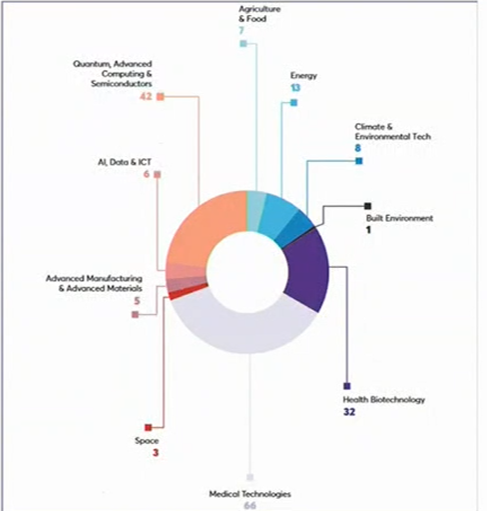 Agriculture
& Food
7
Quantum, Advanced
Computing &
Semiconductors
42
Energy
13
Climate &
Environmental Tech
8
AI, Data & ICT
6
Built Environment
1
Advanced Manufacturing
& Advanced Materials
5
Health Biotechnology
32
Space
3
Medical Technologies
66